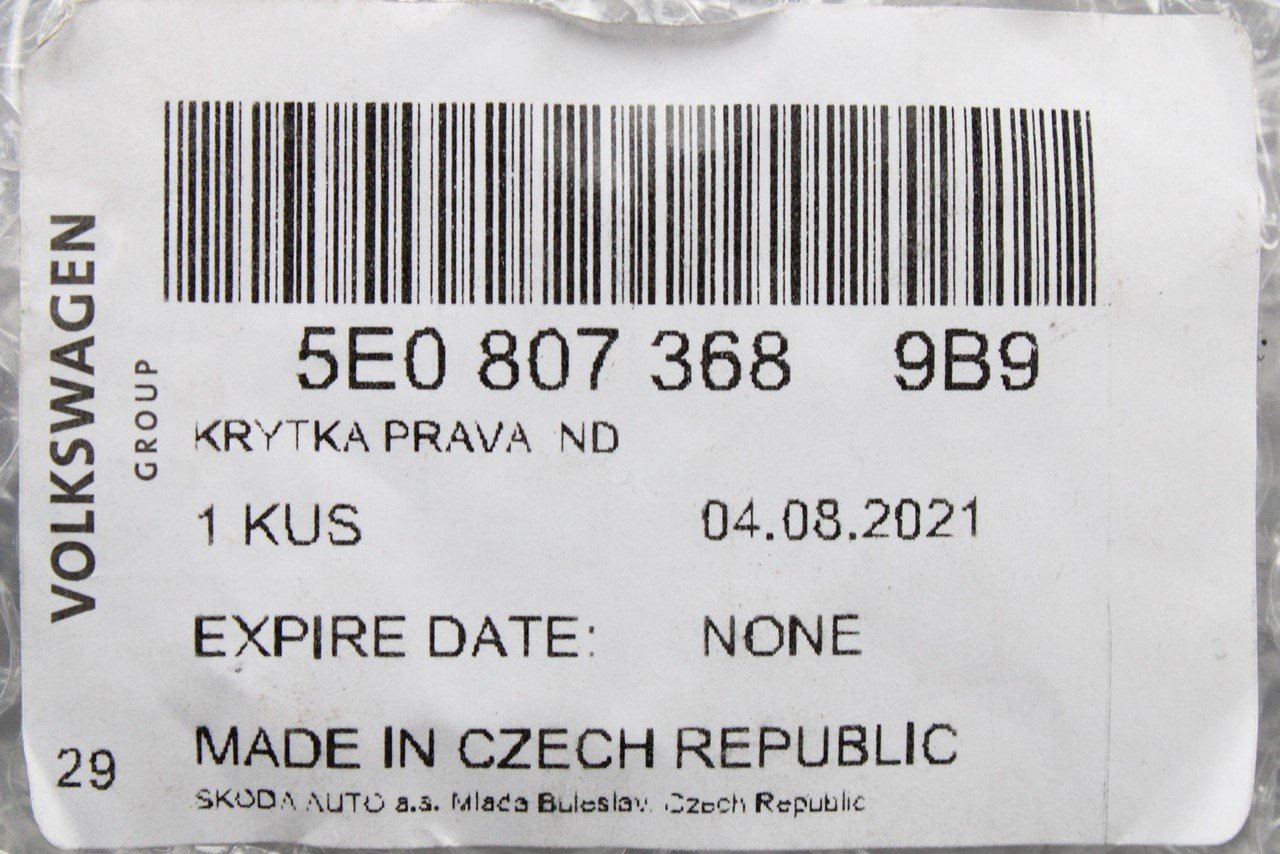 VOLKSWAGEN
GROUP
5E0 807 368 9B9
KRYTKA PRAVA ND
1 KUS 04.08.2021
EXPIRE DATE: NONE
MADE IN CZECH REPUBLIC
29
SKODA AUTO a.s. Mlada Boleslav, Czech Republic